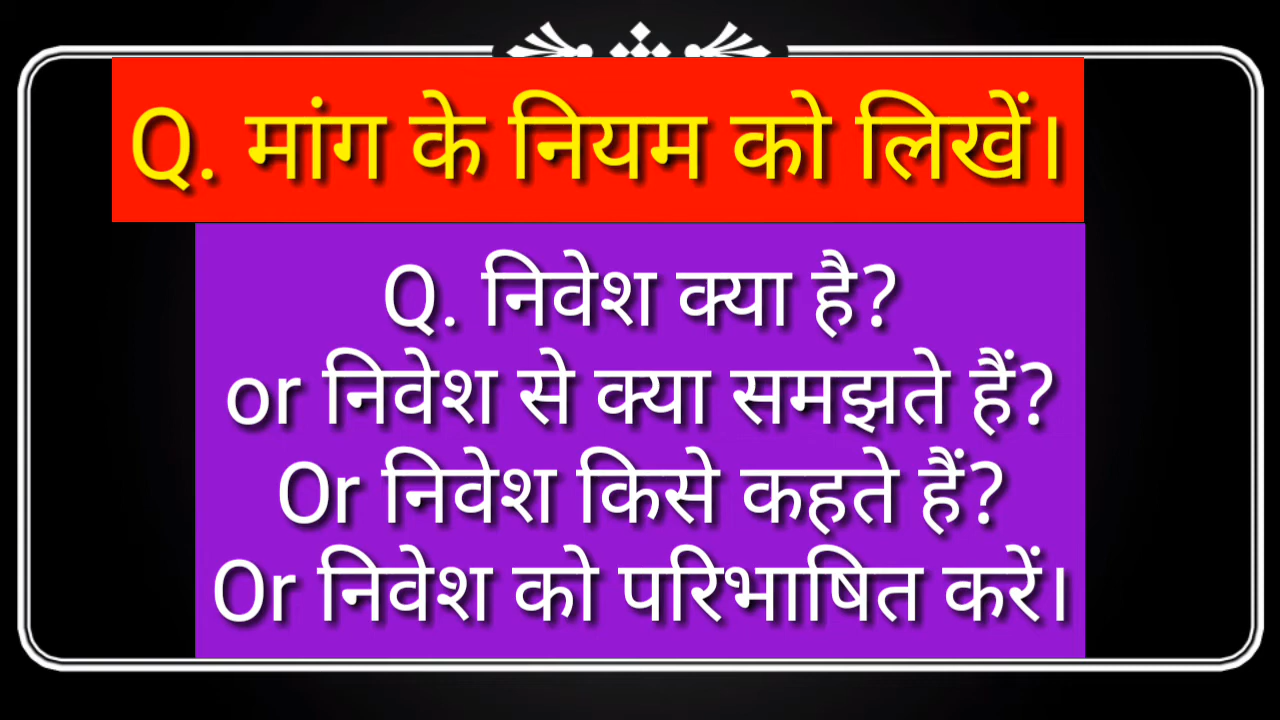 Q. मांग के नियम को लिखें।
Q. निवेश क्या है?
or निवेश से क्या समझते हैं?
Or निवेश किसे कहते हैं?
Or निवेश को परिभाषित करें।